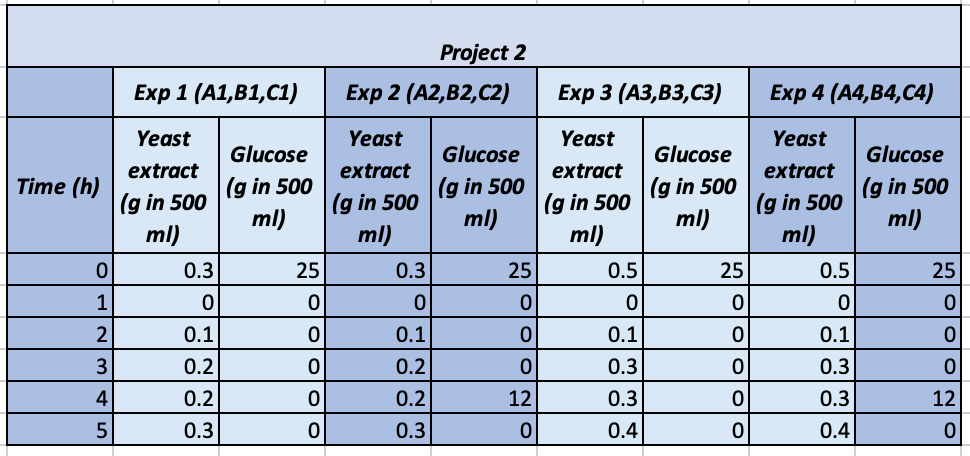 Project 2
Exp 1 (A1,B1,C1) Exp 2 (A2,B2,C2) Exp 3 (A3,B3,C3) Exp 4 (A4,B4,C4)
Time (h) Yeast extract (g in 500 ml) Glucose (g in 500 ml) Yeast extract (g in 500 ml) Glucose (g in 500 ml) Yeast extract (g in 500 ml) Glucose (g in 500 ml) Yeast extract (g in 500 ml) Glucose (g in 500 ml)
0 0.3 25 0.3 25 0.5 25 0.5 25
1 0 0 0 0 0 0 0 0
2 0.1 0 0.1 0 0.1 0 0.1 0
3 0.2 0 0.2 0 0.3 0 0.3 0
4 0.2 0 0.2 12 0.3 0 0.3 12
5 0.3 0 0.3 0 0.4 0 0.4 0